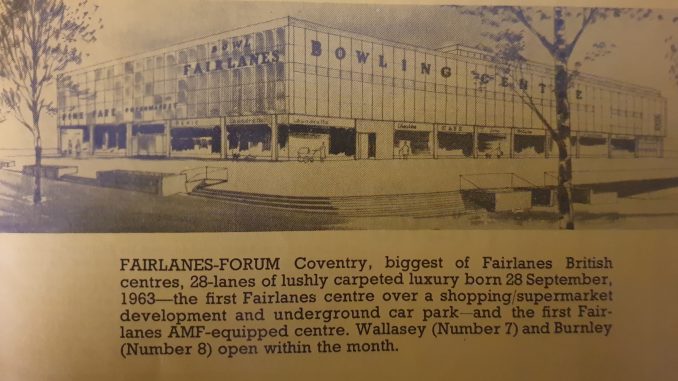 BOWL
FAIRLANES
BOWLING CENTRE
CAFE
FAIRLANES-FORUM Coventry, biggest of Fairlanes British
centres, 28-lanes of lushly carpeted luxury born 28 September,
1963—the first Fairlanes centre over a shopping/supermarket
development and underground car park—and the first Fair-
lanes AMF-equipped centre. Wallasey (Number 7) and Burnley
(Number 8) open within the month.